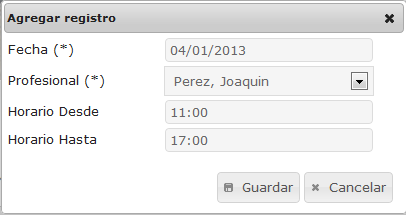 Agregar registro
Fecha (*) 04/01/2013
Profesional (*) Perez, Joaquin
Horario Desde 11:00
Horario Hasta 17:00
Guardar Cancelar